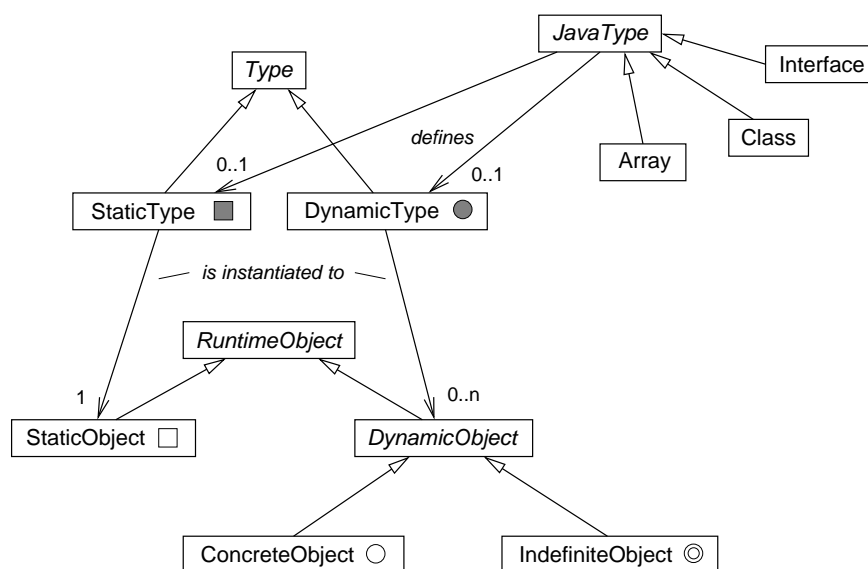 JavaType
Type
Interface
Class
defines
Array
0..1
0..1
StaticType
DynamicType
is instantiated to
RuntimeObject
1
0..n
StaticObject
DynamicObject
ConcreteObject
IndefiniteObject